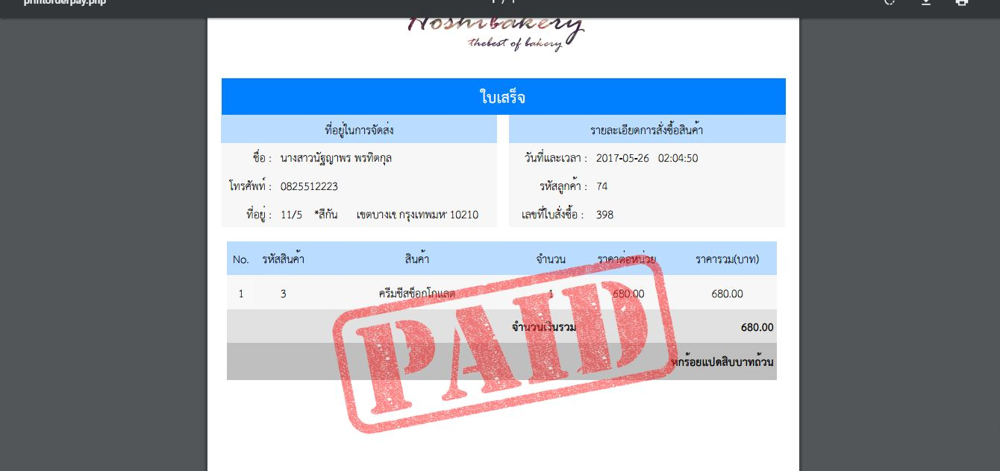 printorderpay.php
1 / 1
Hoshibakery
thebest of bakery
ใบเสร็จ
ที่อยู่ในการจัดส่ง
ชื่อ : นางสาวนัฐญาพร พรทิตกุล
โทรศัพท์ : 0825512223
ที่อยู่ : 11/5 *สีกัน เขตบางเข กรุงเทพมห 10210
รายละเอียดการสั่งซื้อสินค้า
วันที่และเวลา : 2017-05-26 02:04:50
รหัสลูกค้า : 74
เลขที่ใบสั่งซื้อ : 398
No. รหัสสินค้า สินค้า จำนวน ราคาต่อหน่วย ราคารวม(บาท)
1 3 ครีมชีสช็อกโกแลต 1 680.00 680.00
จำนวนเงินรวม 680.00
หกร้อยแปดสิบบาทถ้วน
PAID